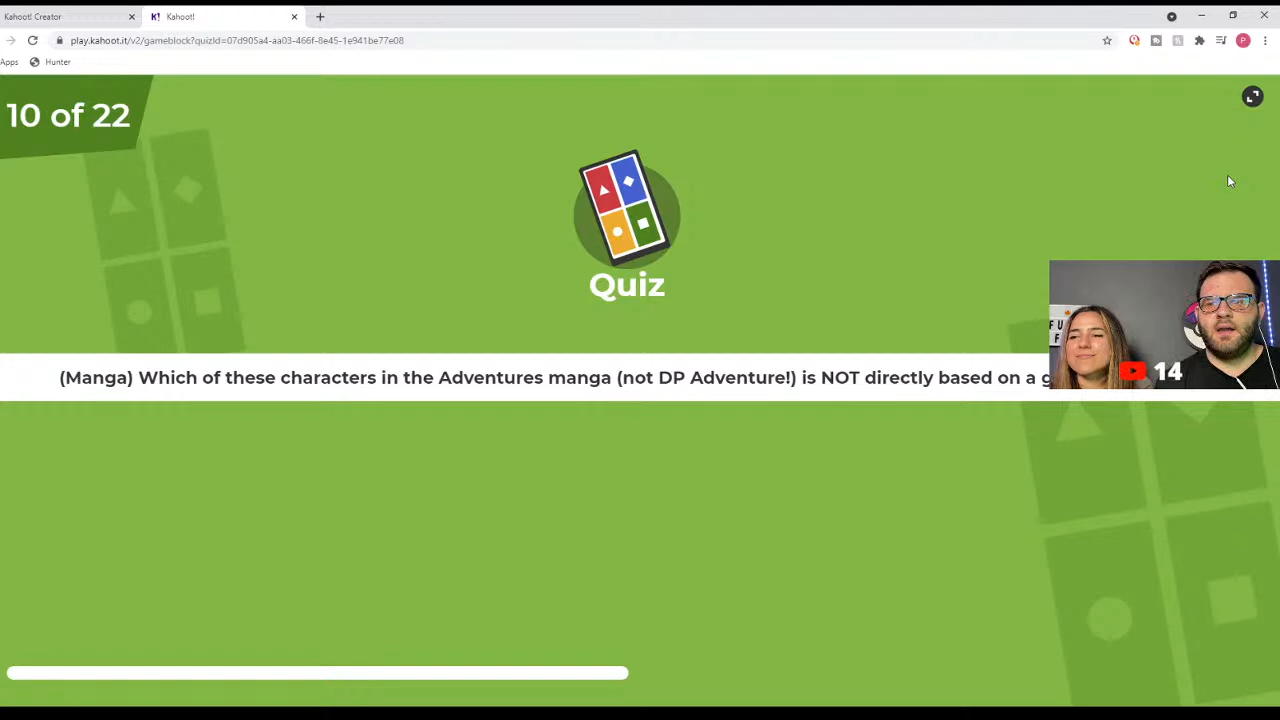 Kahoot! Creator
K! Kahoot!
play.kahoot.it/v2/gameblock?quizId=07d905a4-aa03-466f-8e45-1e941be77e08
P
Apps
Hunter
10 of 22
Quiz
(Manga) Which of these characters in the Adventures manga (not DP Adventure!) is NOT directly based on a
FU
F
14